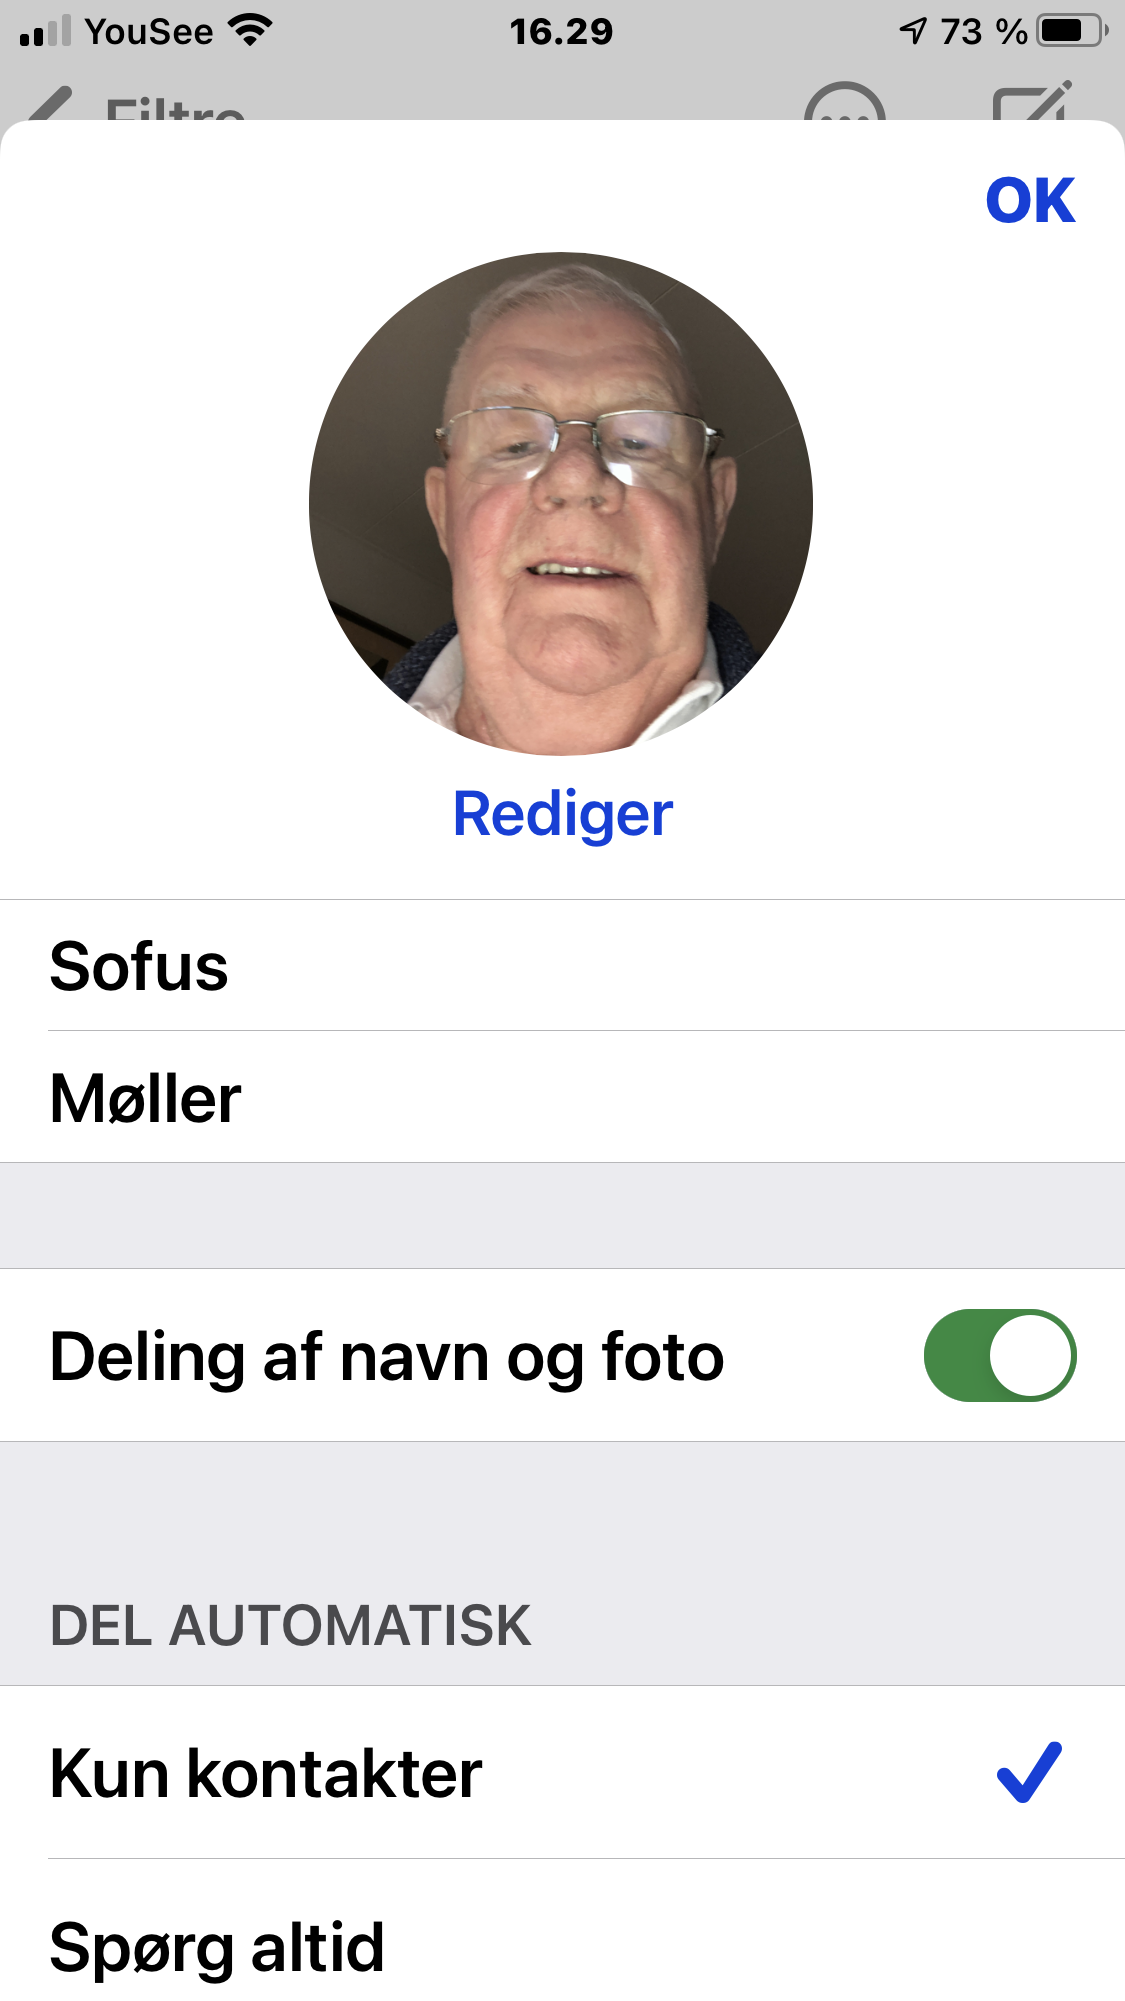 YouSee 16.29 73 %
Filtre
OK
Rediger
Sofus
Møller
Deling af navn og foto
DEL AUTOMATISK
Kun kontakter
Spørg altid